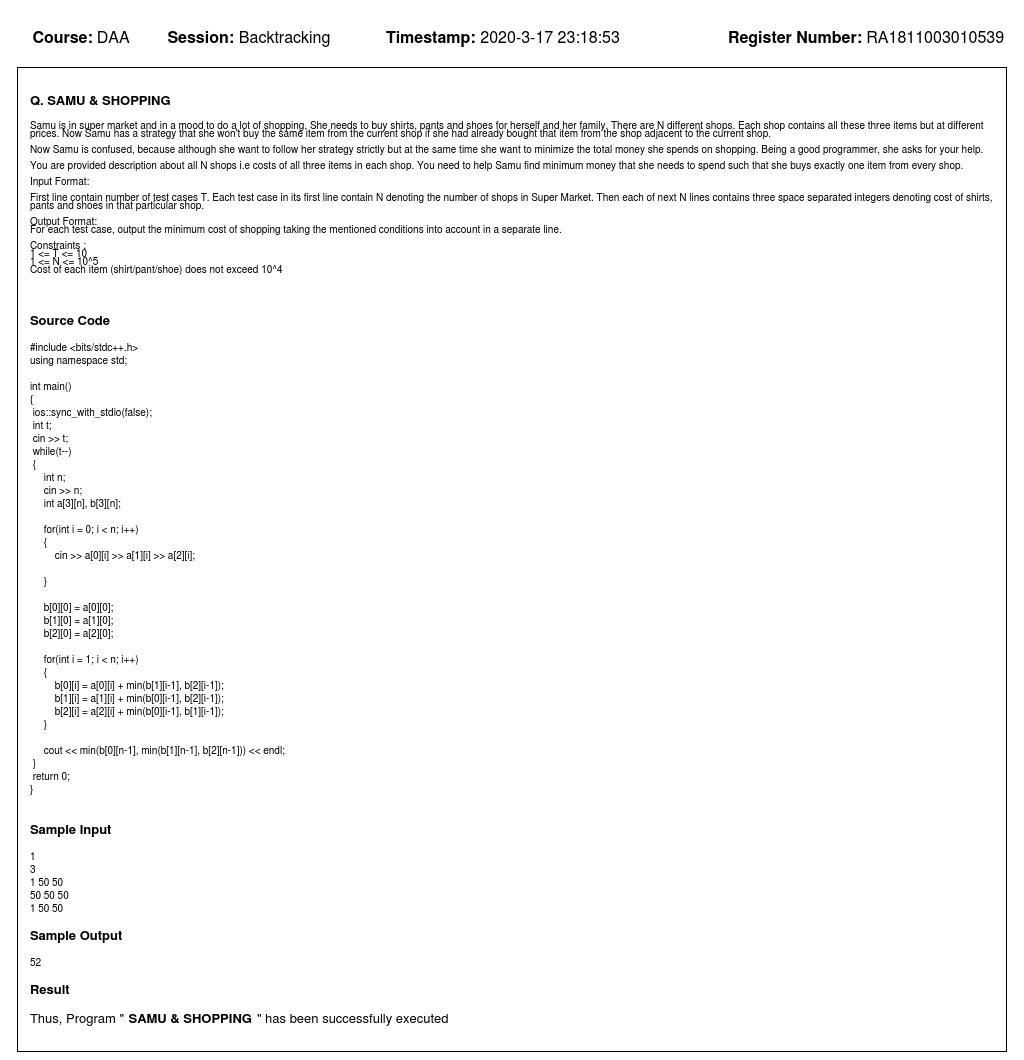 Course: DAA Session: Backtracking Timestamp: 2020-3-17 23:18:53 Register Number: RA1811003010539
Q. SAMU & SHOPPING
Samu is in super market and in a mood to do a lot of shopping. She needs to buy shirts, pants and shoes for herself and her family. There are N different shops. Each shop contains all these three items but at different
prices. Now Samu has a strategy that she won't buy the same item from the current shop if she had already bought that item from the shop adjacent to the current shop.
Now Samu is confused, because although she want to follow her strategy strictly but at the same time she want to minimize the total money she spends on shopping. Being a good programmer, she asks for your help.
You are provided description about all N shops i.e costs of all three items in each shop. You need to help Samu find minimum money that she needs to spend such that she buys exactly one item from every shop.
Input Format:
First line contain number of test cases T. Each test case in its first line contain N denoting the number of shops in Super Market. Then each of next N lines contains three space separated integers denoting cost of shirts,
pants and shoes in that particular shop.
Output Format:
For each test case, output the minimum cost of shopping taking the mentioned conditions into account in a separate line.
Constraints :
1 <= T <= 10
1 <= N <= 10^5
Cost of each item (shirt/pant/shoe) does not exceed 10^4
Source Code
#include <bits/stdc++.h>
using namespace std;
int main()
{
ios::sync_with_stdio(false);
int t;
cin >> t;
while(t--)
{
int n;
cin >> n;
int a[3][n], b[3][n];
for(int i = 0; i < n; i++)
{
cin >> a[0][i] >> a[1][i] >> a[2][i];
}
b[0][0] = a[0][0];
b[1][0] = a[1][0];
b[2][0] = a[2][0];
for(int i = 1; i < n; i++)
{
b[0][i] = a[0][i] + min(b[1][i-1], b[2][i-1]);
b[1][i] = a[1][i] + min(b[0][i-1], b[2][i-1]);
b[2][i] = a[2][i] + min(b[0][i-1], b[1][i-1]);
}
cout << min(b[0][n-1], min(b[1][n-1], b[2][n-1])) << endl;
}
return 0;
}
Sample Input
1
3
1 50 50
50 50 50
1 50 50
Sample Output
52
Result
Thus, Program " SAMU & SHOPPING " has been successfully executed